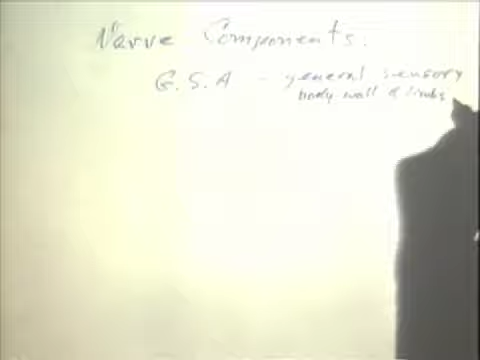 Nerve Components.
G.S.A - general sensory
body wall & limbs